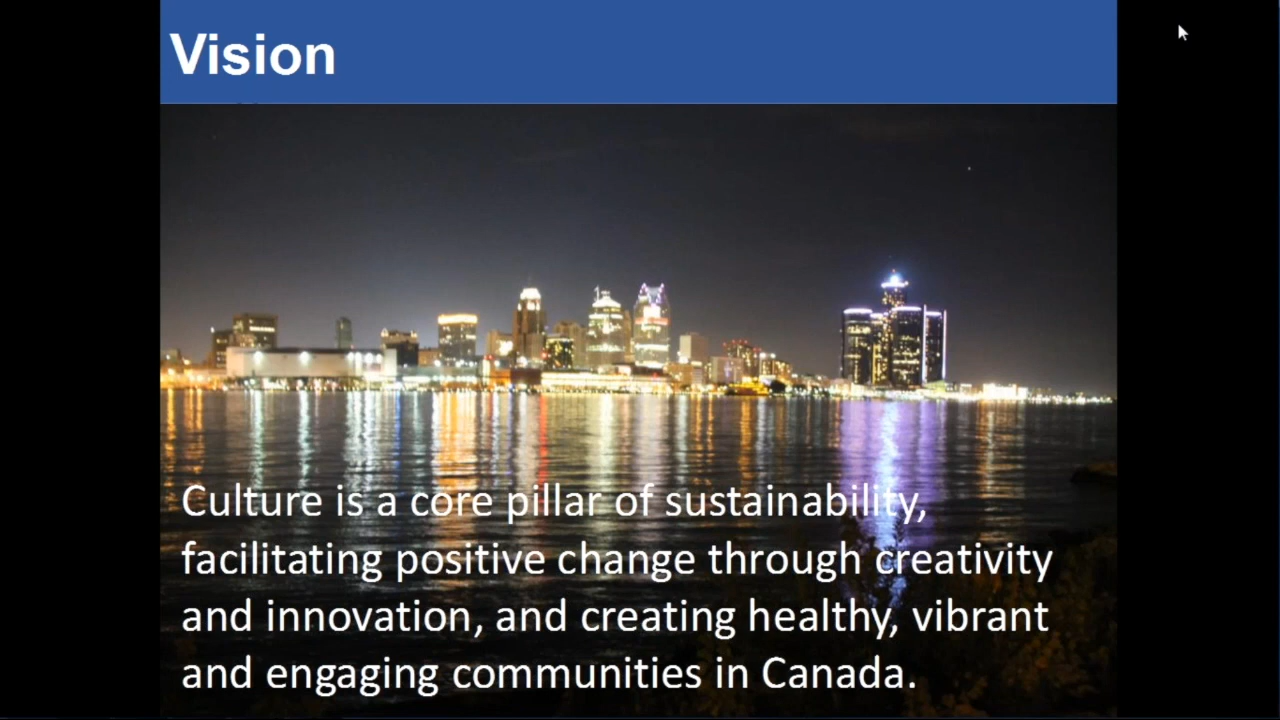 Vision
Culture is a core pillar of sustainability,
facilitating positive change through creativity
and innovation, and creating healthy, vibrant
and engaging communities in Canada.